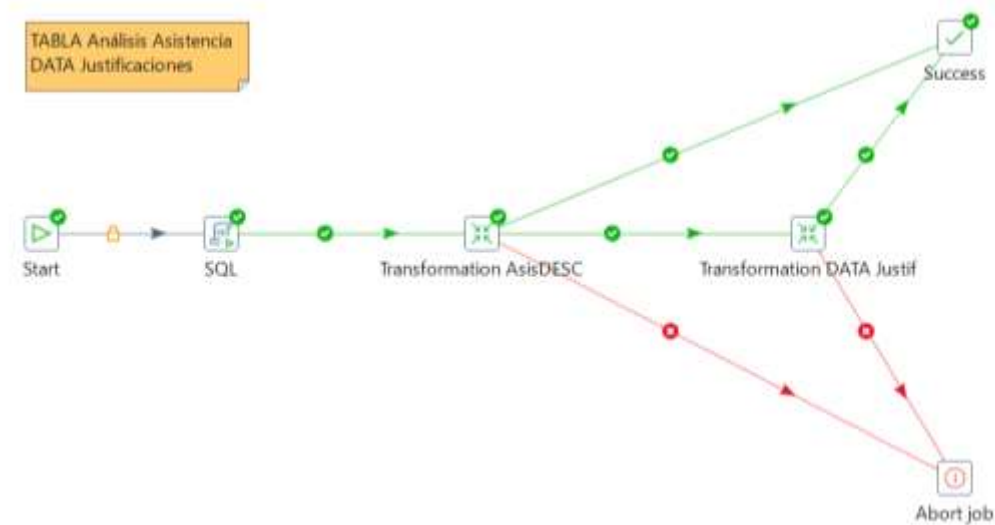 TABLA Análisis Asistencia
DATA Justificaciones
Success
Start
SQL
Transformation AsisDESC
Transformation DATA Justif
Abort job